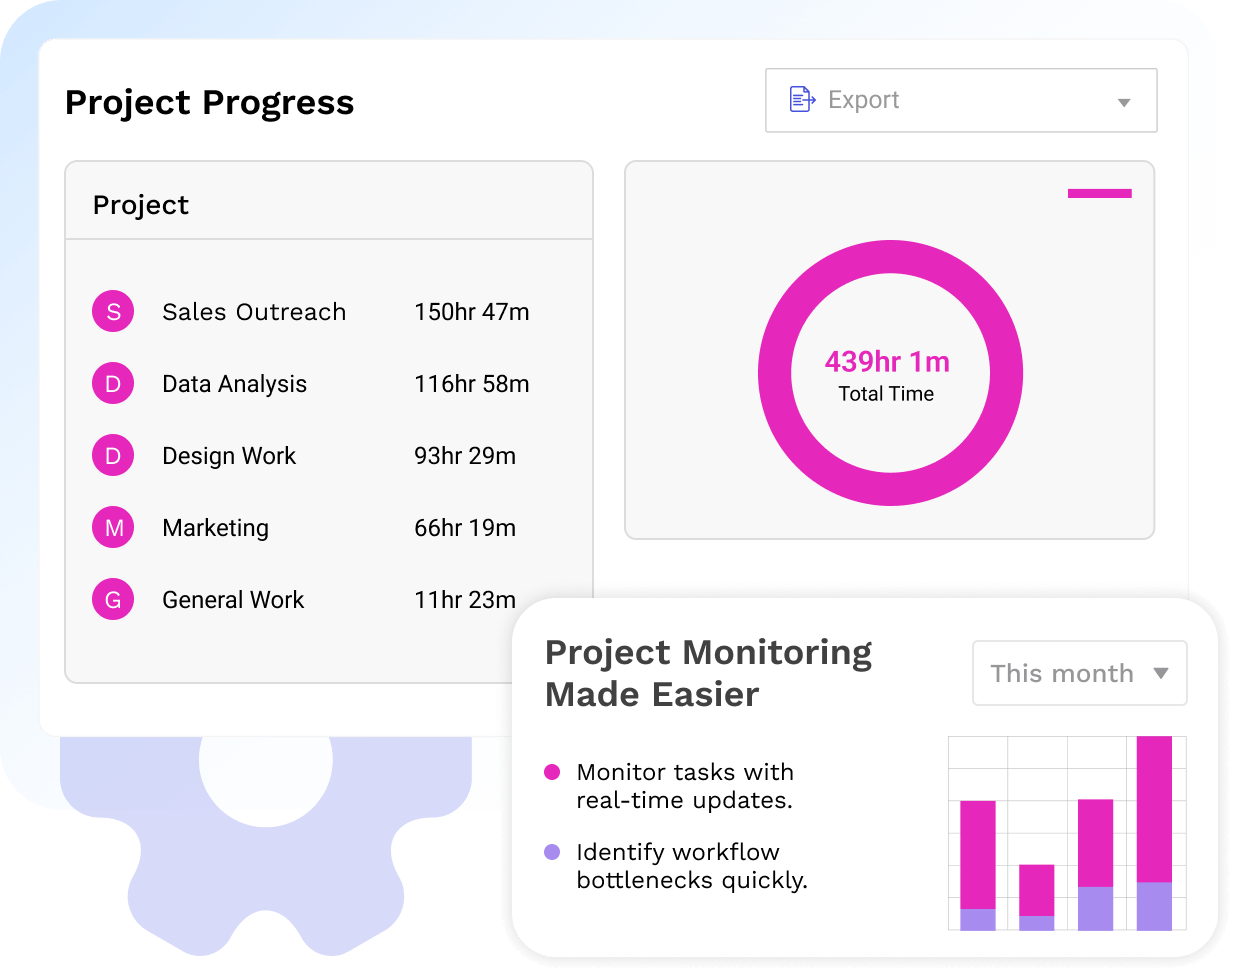 Project Progress
Export
Project
S Sales Outreach 150hr 47m
D Data Analysis 116hr 58m
D Design Work 93hr 29m
M Marketing 66hr 19m
G General Work 11hr 23m
439hr 1m
Total Time
Project Monitoring
Made Easier
This month
Monitor tasks with
real-time updates.
Identify workflow
bottlenecks quickly.